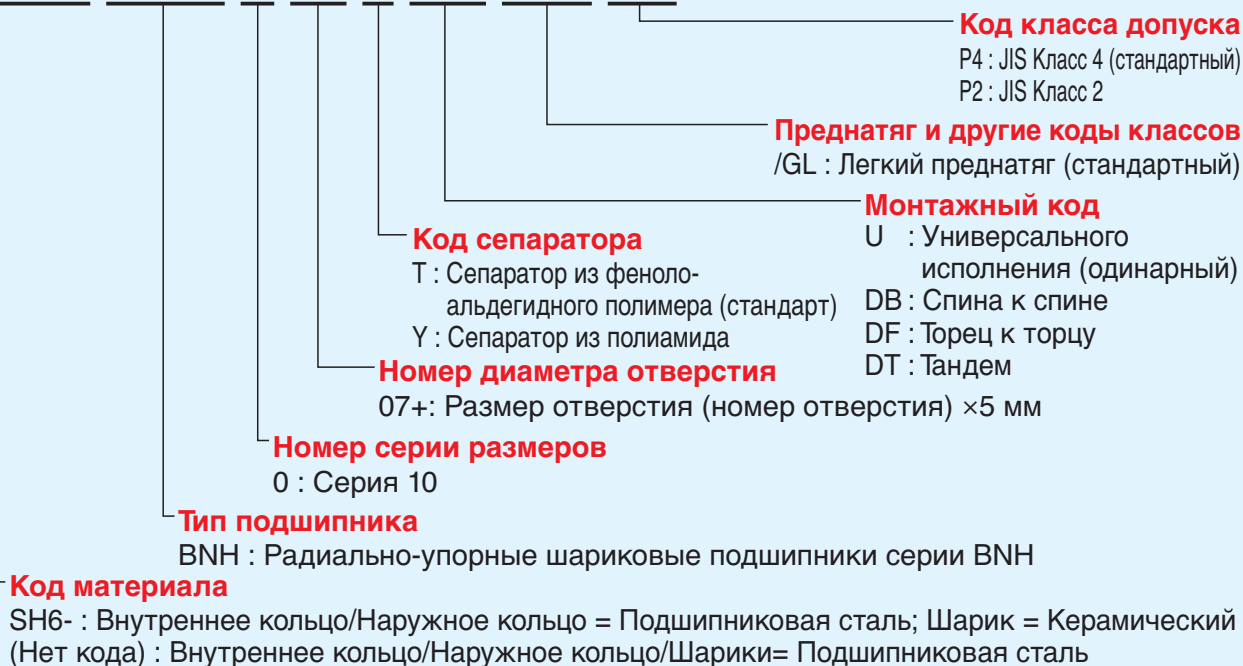 Код класса допуска
P4 : JIS Класс 4 (стандартный)
P2 : JIS Класс 2
Преднатяг и другие коды классов
/GL : Легкий преднатяг (стандартный)
Монтажный код
U : Универсального
исполнения (одинарный)
DB : Спина к спине
DF : Торец к торцу
DT : Тандем
Код сепаратора
T : Сепаратор из феноло-
альдегидного полимера (стандарт)
Y : Сепаратор из полиамида
Номер диаметра отверстия
07+: Размер отверстия (номер отверстия) ×5 мм
Номер серии размеров
0 : Серия 10
Тип подшипника
BNH : Радиально-упорные шариковые подшипники серии BNH
Код материала
SH6- : Внутреннее кольцо/Наружное кольцо = Подшипниковая сталь; Шарик = Керамический
(Нет кода) : Внутреннее кольцо/Наружное кольцо/Шарики= Подшипниковая сталь